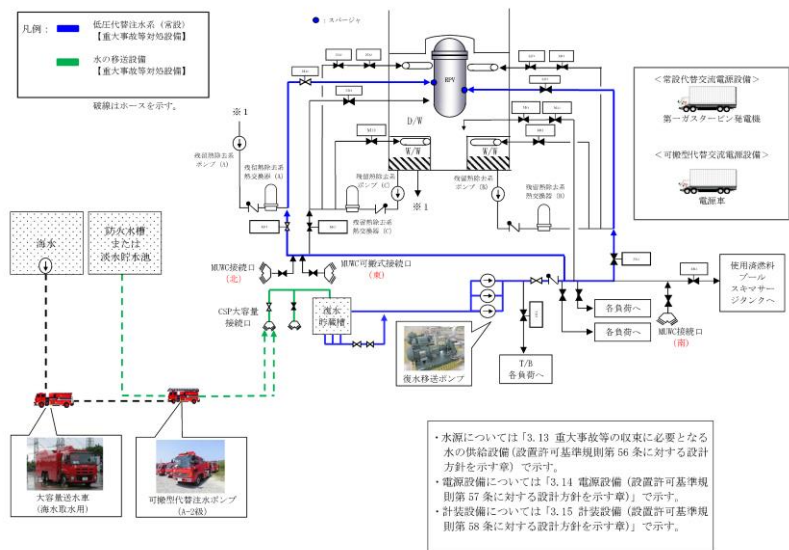 凡例：
低圧代替注水系（常設）
【重大事故等対処設備】
水の移送設備
【重大事故等対処設備】
破線はホースを示す。
：スパージャ
RPV
D/W
W/W
W/W
※1
※1
残留熱除去系
ポンプ (A)
残留熱除去系
熱交換器 (A)
残留熱除去系
ポンプ (C)
残留熱除去系
熱交換器 (C)
残留熱除去系
ポンプ (B)
残留熱除去系
熱交換器 (B)
＜常設代替交流電源設備＞
第一ガスタービン発電機
＜可搬型代替交流電源設備＞
電源車
海水
防火水槽
または
淡水貯水池
MUWC接続口
(北)
MUWC可搬式接続口
(東)
CSP大容量
接続口
復水
貯蔵槽
復水移送ポンプ
T/B
各負荷へ
各負荷へ
各負荷へ
MUWC接続口
(南)
使用済燃料
プール
スキマサー
ジタンクへ
大容量送水車
(海水取水用)
可搬型代替注水ポンプ
(A-2級)
・水源については「3.13 重大事故等の収束に必要となる
水の供給設備(設置許可基準規則第56条に対する設計
方針を示す章)で示す。
・電源設備については「3.14 電源設備（設置許可基準規
則第57条に対する設計方針を示す章)」で示す。
・計装設備については「3.15 計装設備（設置許可基準規
則第58条に対する設計方針を示す章)」で示す。